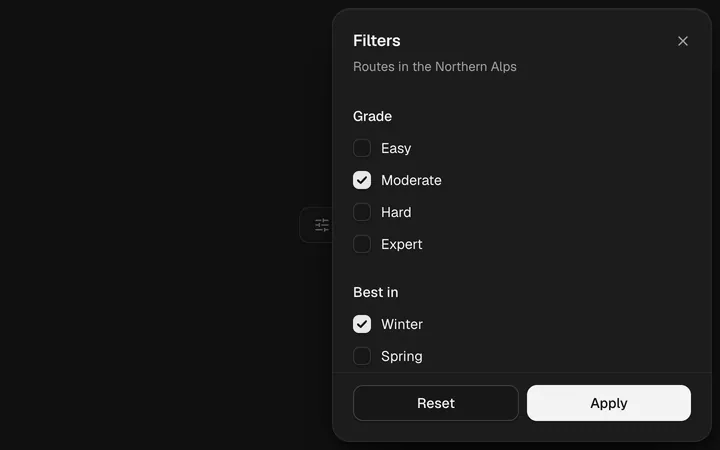 Filters
Routes in the Northern Alps
Grade
Easy
Moderate
Hard
Expert
Best in
Winter
Spring
Reset
Apply